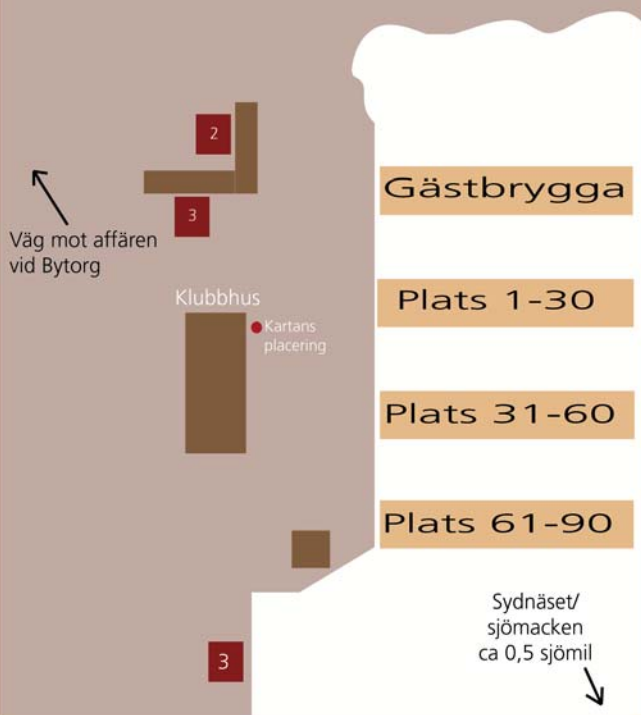 2
Gästbrygga
3
Väg mot affären
vid Bytorg
Klubbhus
Plats 1-30
Kartans
placering
Plats 31-60
Plats 61-90
Sydnäset/
sjömacken
ca 0,5 sjömil
3